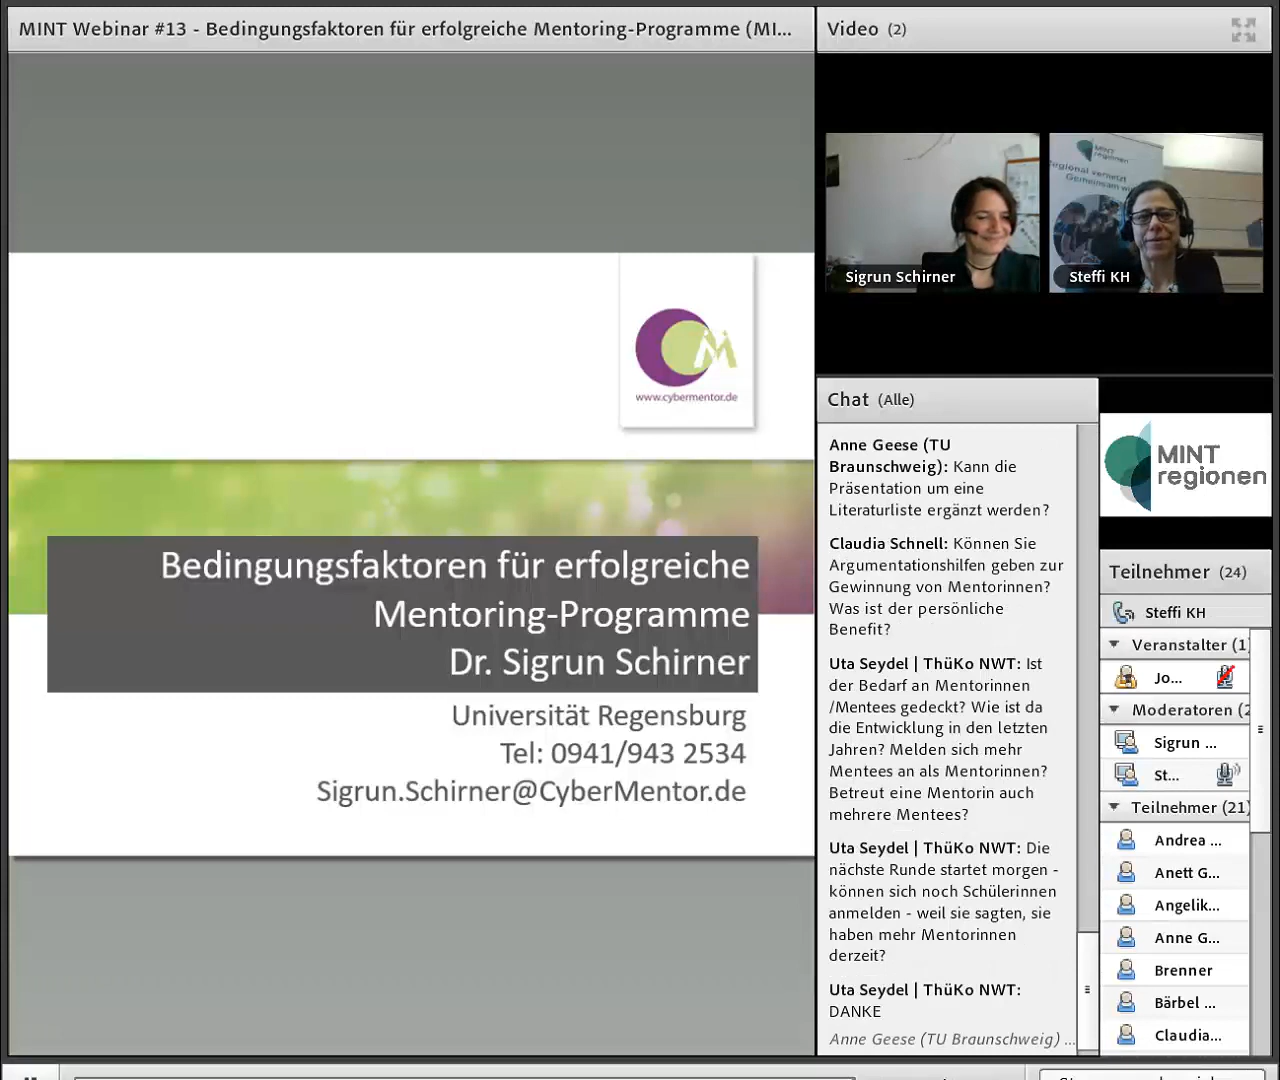 MINT Webinar #13 - Bedingungsfaktoren für erfolgreiche Mentoring-Programme (MI...
Video (2)
MINT
regionen
Regional vernetzt
Sigrun Schirner
Steffi KH
www.cybermentor.de
Bedingungsfaktoren für erfolgreiche
Mentoring-Programme
Dr. Sigrun Schirner
Universität Regensburg
Tel: 0941/943 2534
Sigrun.Schirner@CyberMentor.de
Chat (Alle)
Anne Geese (TU
Braunschweig): Kann die
Präsentation um eine
Literaturliste ergänzt werden?
Claudia Schnell: Können Sie
Argumentationshilfen geben zur
Gewinnung von Mentorinnen?
Was ist der persönliche
Benefit?
Uta Seydel | ThüKo NWT: Ist
der Bedarf an Mentorinnen
/Mentees gedeckt? Wie ist da
die Entwicklung in den letzten
Jahren? Melden sich mehr
Mentees an als Mentorinnen?
Betreut eine Mentorin auch
mehrere Mentees?
Uta Seydel | ThüKo NWT: Die
nächste Runde startet morgen -
können sich noch Schülerinnen
anmelden - weil sie sagten, sie
haben mehr Mentorinnen
derzeit?
Uta Seydel | ThüKo NWT:
DANKE
Anne Geese (TU Braunschweig) ...
MINT
regionen
Teilnehmer (24)
Steffi KH
Veranstalter (1)
Jo...
Moderatoren (2
Sigrun ...
St...
Teilnehmer (21)
Andrea ...
Anett G...
Angelik...
Anne G...
Brenner
Bärbel ...
Claudia...